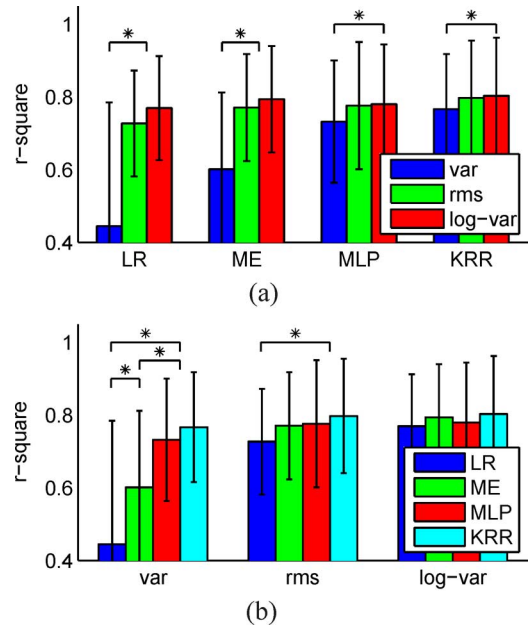 (a)
1
0.8
0.6
0.4
r-square
* * * *
var
rms
log-var
LR ME MLP KRR
(a)
1
0.8
0.6
0.4
r-square
*
* *
*
LR
ME
MLP
KRR
var rms log-var
(b)